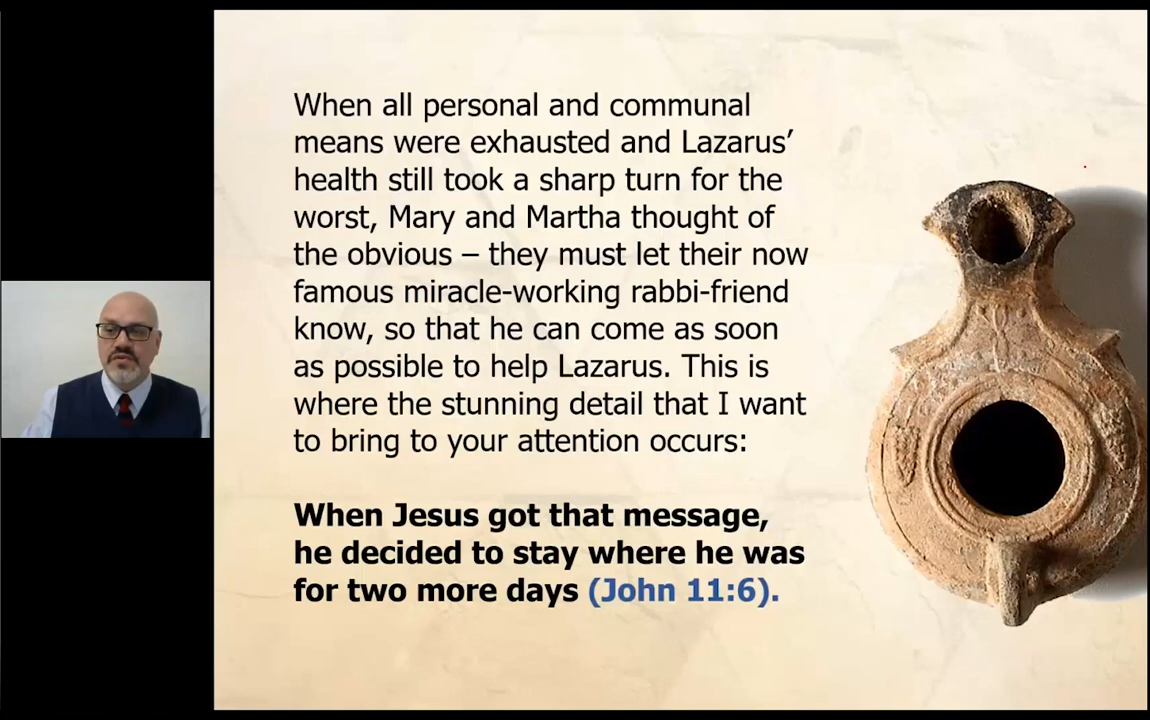 When all personal and communal
means were exhausted and Lazarus’
health still took a sharp turn for the
worst, Mary and Martha thought of
the obvious – they must let their now
famous miracle-working rabbi-friend
know, so that he can come as soon
as possible to help Lazarus. This is
where the stunning detail that I want
to bring to your attention occurs:
When Jesus got that message,
he decided to stay where he was
for two more days (John 11:6).